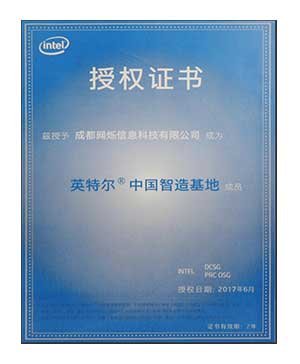 intel
授权证书
兹授予 成都网烁信息科技有限公司 成为
英特尔® 中国智造基地 成员
INTEL DCSG
PRC OSG
授权日期: 2017年6月
证书有效期: 2年